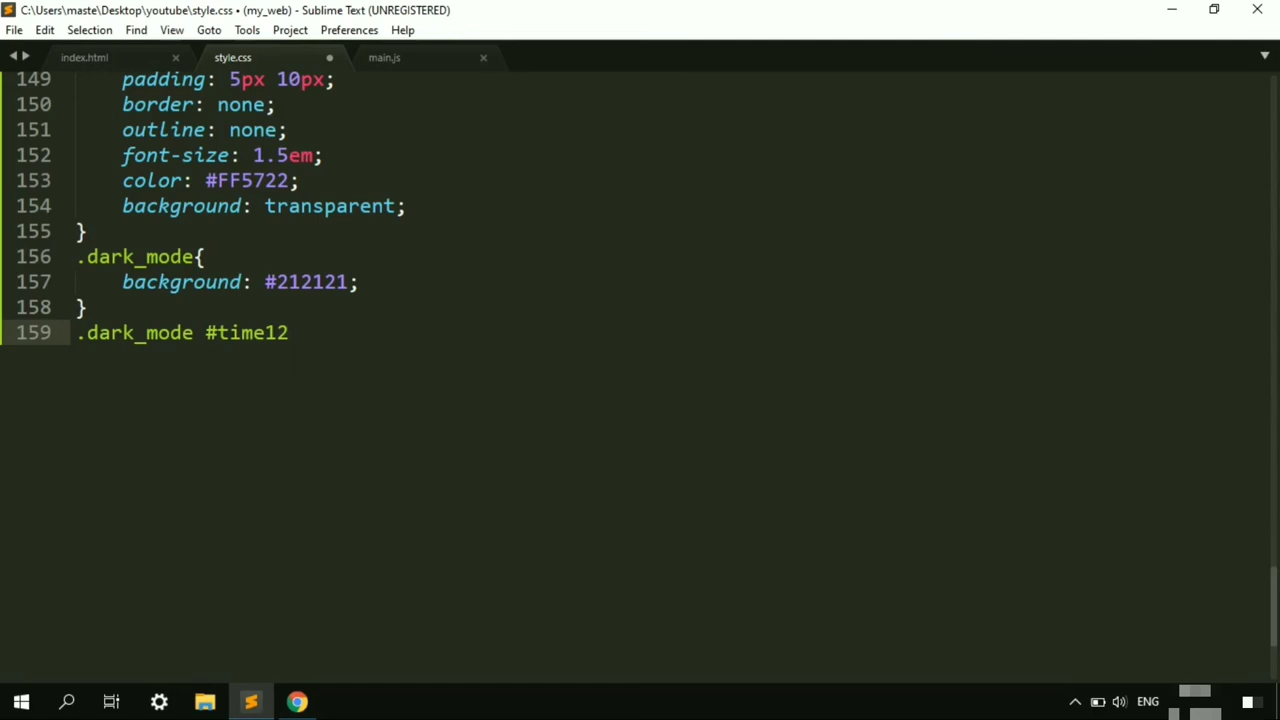 C:\Users\maste\Desktop\youtube\style.css • (my_web) - Sublime Text (UNREGISTERED)
File Edit Selection Find View Goto Tools Project Preferences Help
index.html style.css main.js
149 padding: 5px 10px;
150 border: none;
151 outline: none;
152 font-size: 1.5em;
153 color: #FF5722;
154 background: transparent;
155 }
156 .dark_mode{
157 background: #212121;
158 }
159 .dark_mode #time12
ENG